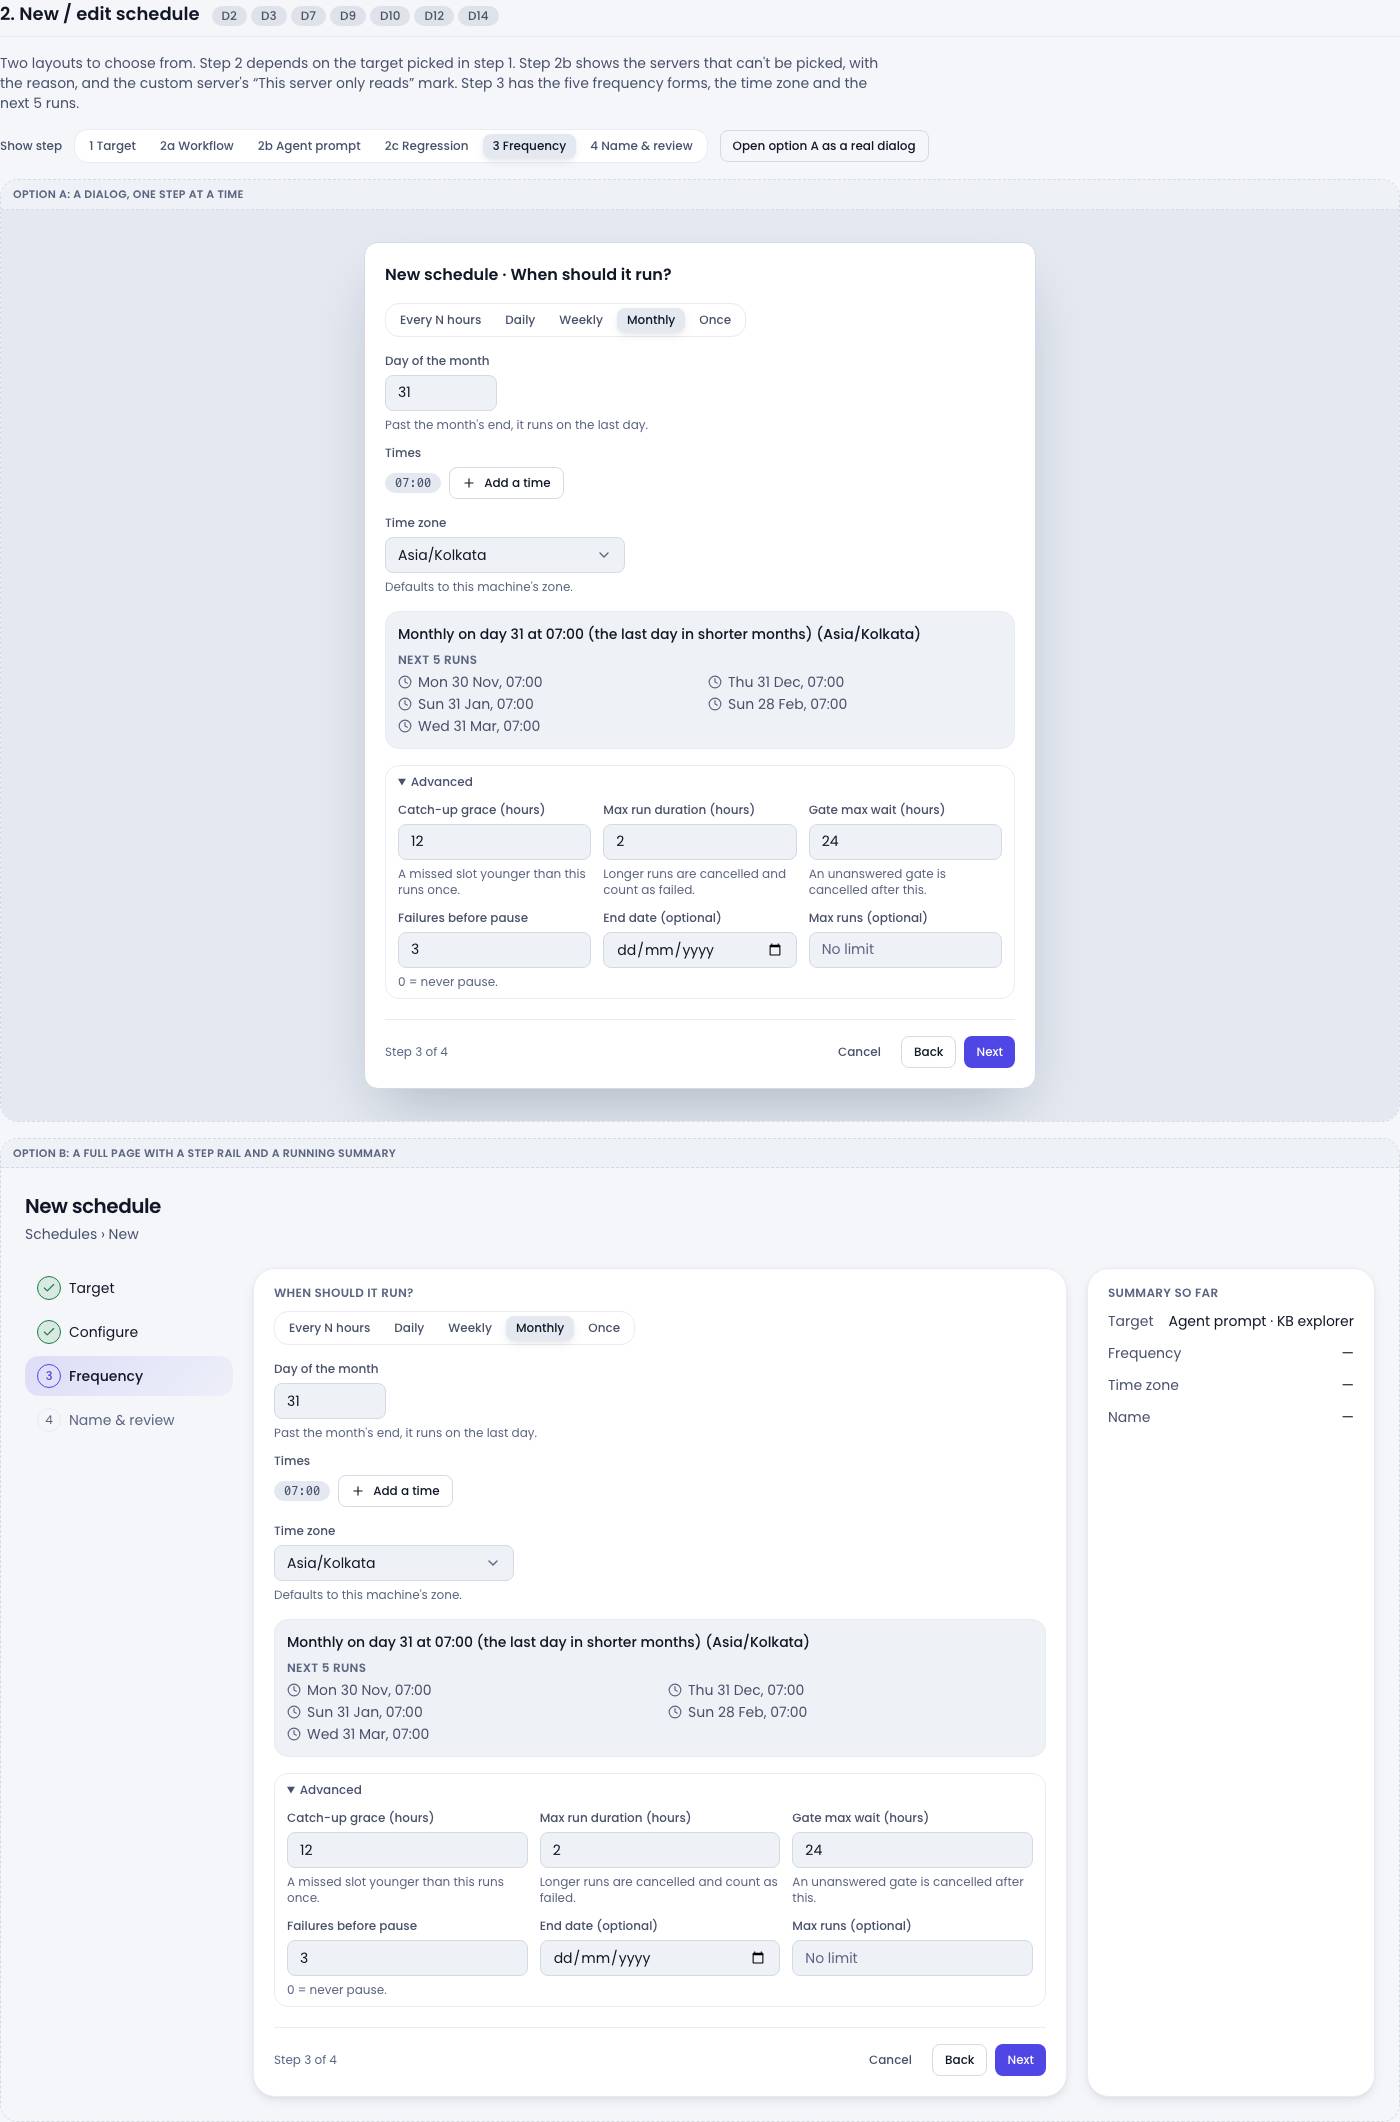 2. New / edit schedule D2 D3 D7 D9 D10 D12 D14
Two layouts to choose from. Step 2 depends on the target picked in step 1. Step 2b shows the servers that can't be picked, with
the reason, and the custom server's “This server only reads” mark. Step 3 has the five frequency forms, the time zone and the
next 5 runs.
Show step 1 Target 2a Workflow 2b Agent prompt 2c Regression 3 Frequency 4 Name & review Open option A as a real dialog
OPTION A: A DIALOG, ONE STEP AT A TIME
New schedule · When should it run?
Every N hours Daily Weekly Monthly Once
Day of the month
31
Past the month's end, it runs on the last day.
Times
07:00 + Add a time
Time zone
Asia/Kolkata
Defaults to this machine's zone.
Monthly on day 31 at 07:00 (the last day in shorter months) (Asia/Kolkata)
NEXT 5 RUNS
Mon 30 Nov, 07:00 Thu 31 Dec, 07:00
Sun 31 Jan, 07:00 Sun 28 Feb, 07:00
Wed 31 Mar, 07:00
▼ Advanced
Catch-up grace (hours) Max run duration (hours) Gate max wait (hours)
12 2 24
A missed slot younger than this Longer runs are cancelled and An unanswered gate is
runs once. count as failed. cancelled after this.
Failures before pause End date (optional) Max runs (optional)
3 dd/mm/yyyy No limit
0 = never pause.
Step 3 of 4 Cancel Back Next
OPTION B: A FULL PAGE WITH A STEP RAIL AND A RUNNING SUMMARY
New schedule
Schedules › New
Target
Configure
3 Frequency
4 Name & review
WHEN SHOULD IT RUN?
Every N hours Daily Weekly Monthly Once
Day of the month
31
Past the month's end, it runs on the last day.
Times
07:00 + Add a time
Time zone
Asia/Kolkata
Defaults to this machine's zone.
Monthly on day 31 at 07:00 (the last day in shorter months) (Asia/Kolkata)
NEXT 5 RUNS
Mon 30 Nov, 07:00 Thu 31 Dec, 07:00
Sun 31 Jan, 07:00 Sun 28 Feb, 07:00
Wed 31 Mar, 07:00
▼ Advanced
Catch-up grace (hours) Max run duration (hours) Gate max wait (hours)
12 2 24
A missed slot younger than this runs Longer runs are cancelled and count as An unanswered gate is cancelled after
once. failed. this.
Failures before pause End date (optional) Max runs (optional)
3 dd/mm/yyyy No limit
0 = never pause.
Step 3 of 4 Cancel Back Next
SUMMARY SO FAR
Target Agent prompt · KB explorer
Frequency —
Time zone —
Name —